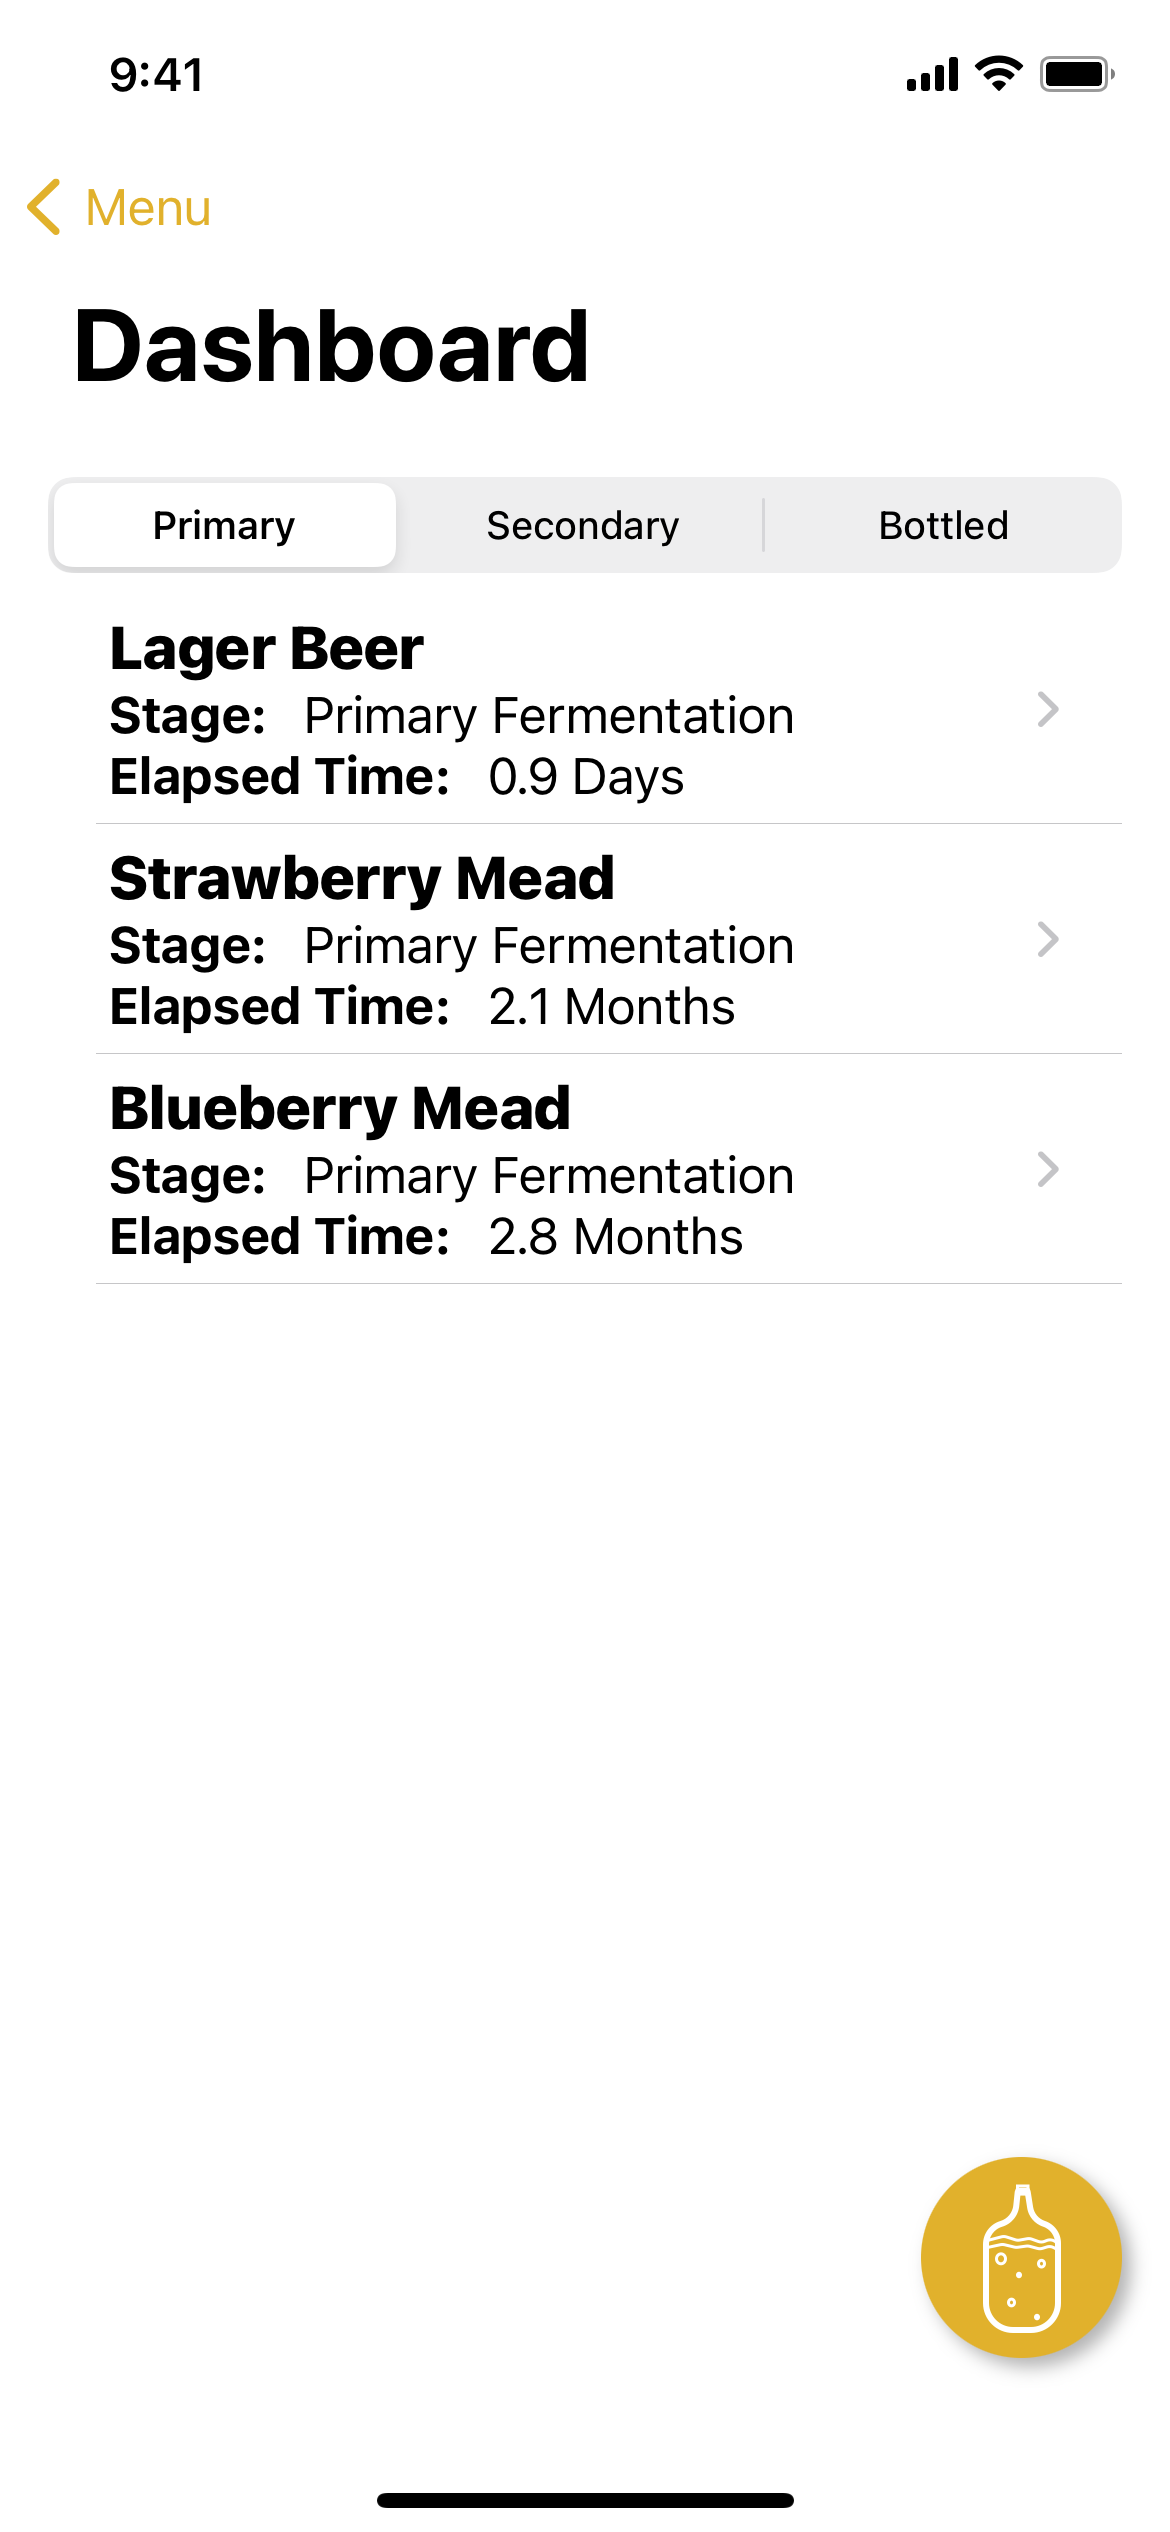 9:41
Menu
Dashboard
Primary Secondary Bottled
Lager Beer
Stage: Primary Fermentation
Elapsed Time: 0.9 Days
Strawberry Mead
Stage: Primary Fermentation
Elapsed Time: 2.1 Months
Blueberry Mead
Stage: Primary Fermentation
Elapsed Time: 2.8 Months